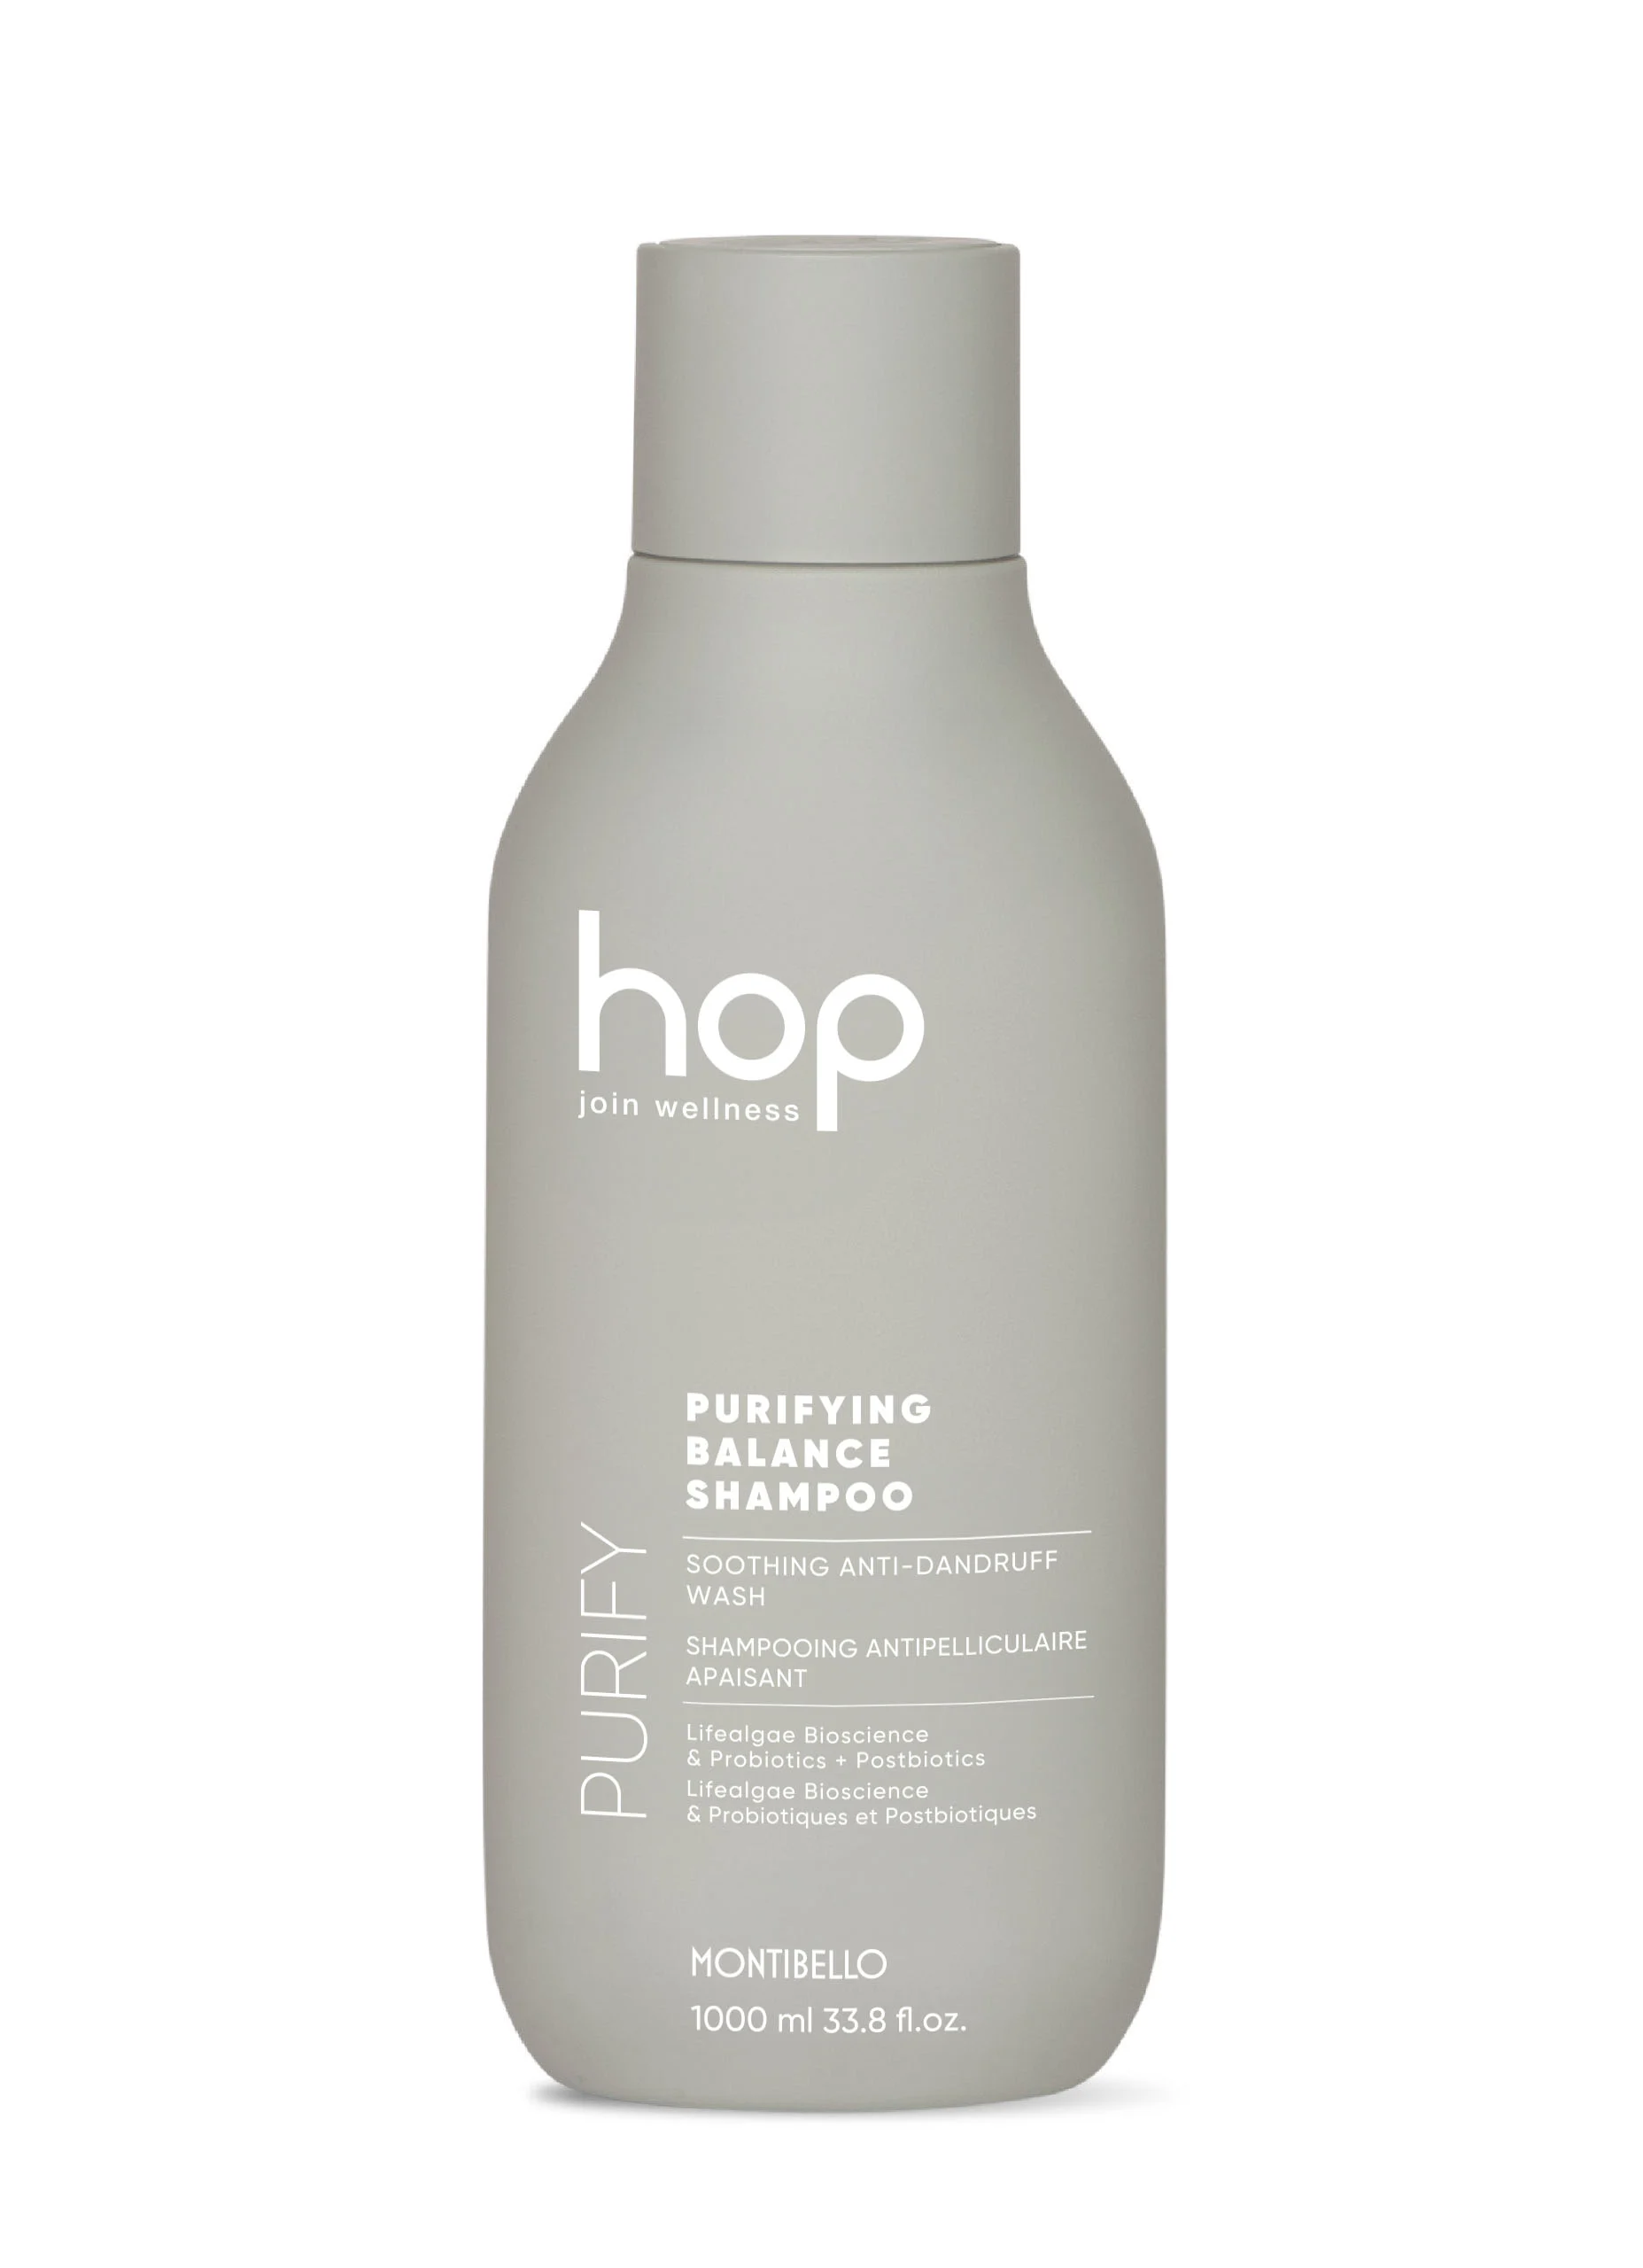 hop
join wellness
PURIFY
PURIFYING
BALANCE
SHAMPOO
SOOTHING ANTI-DANDRUFF
WASH
SHAMPOOING ANTIPELLICULAIRE
APAISANT
Lifealgae Bioscience
& Probiotics + Postbiotics
Lifealgae Bioscience
& Probiotiques et Postbiotiques
MONTIBELLO
1000 ml 33.8 fl.oz.